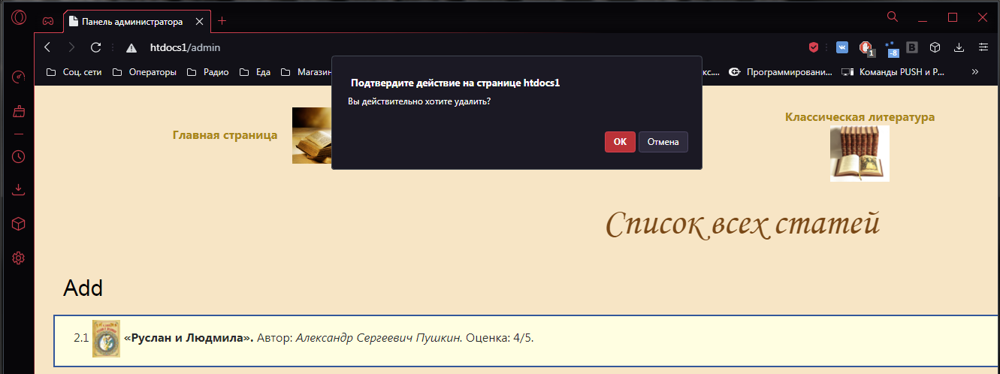 Панель администратора
htdocs1/admin
1
-8
B
Соц. сети Операторы Радио Еда Магазин кс.... Программировани... Команды PUSH и P...
Подтвердите действие на странице htdocs1
Вы действительно хотите удалить?
OK Отмена
Главная страница
Классическая литература
Список всех статей
Add
2.1 «Руслан и Людмила». Автор: Александр Сергеевич Пушкин. Оценка: 4/5.